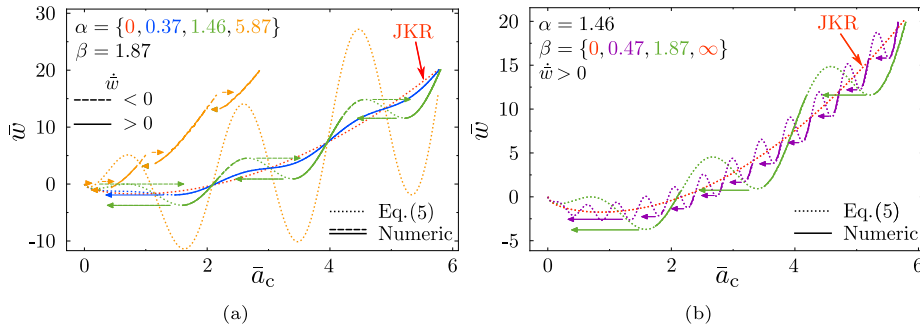 α = {0, 0.37, 1.46, 5.87}
β = 1.87
JKR
ẇ̄
< 0
> 0
Eq.(5)
Numeric
30
20
10
0
-10
w̄
0
2
4
6
ā_c
(a)
α = 1.46
β = {0, 0.47, 1.87, ∞}
ẇ̄ > 0
JKR
Eq.(5)
Numeric
20
15
10
5
0
-5
w̄
0
2
4
6
ā_c
(b)